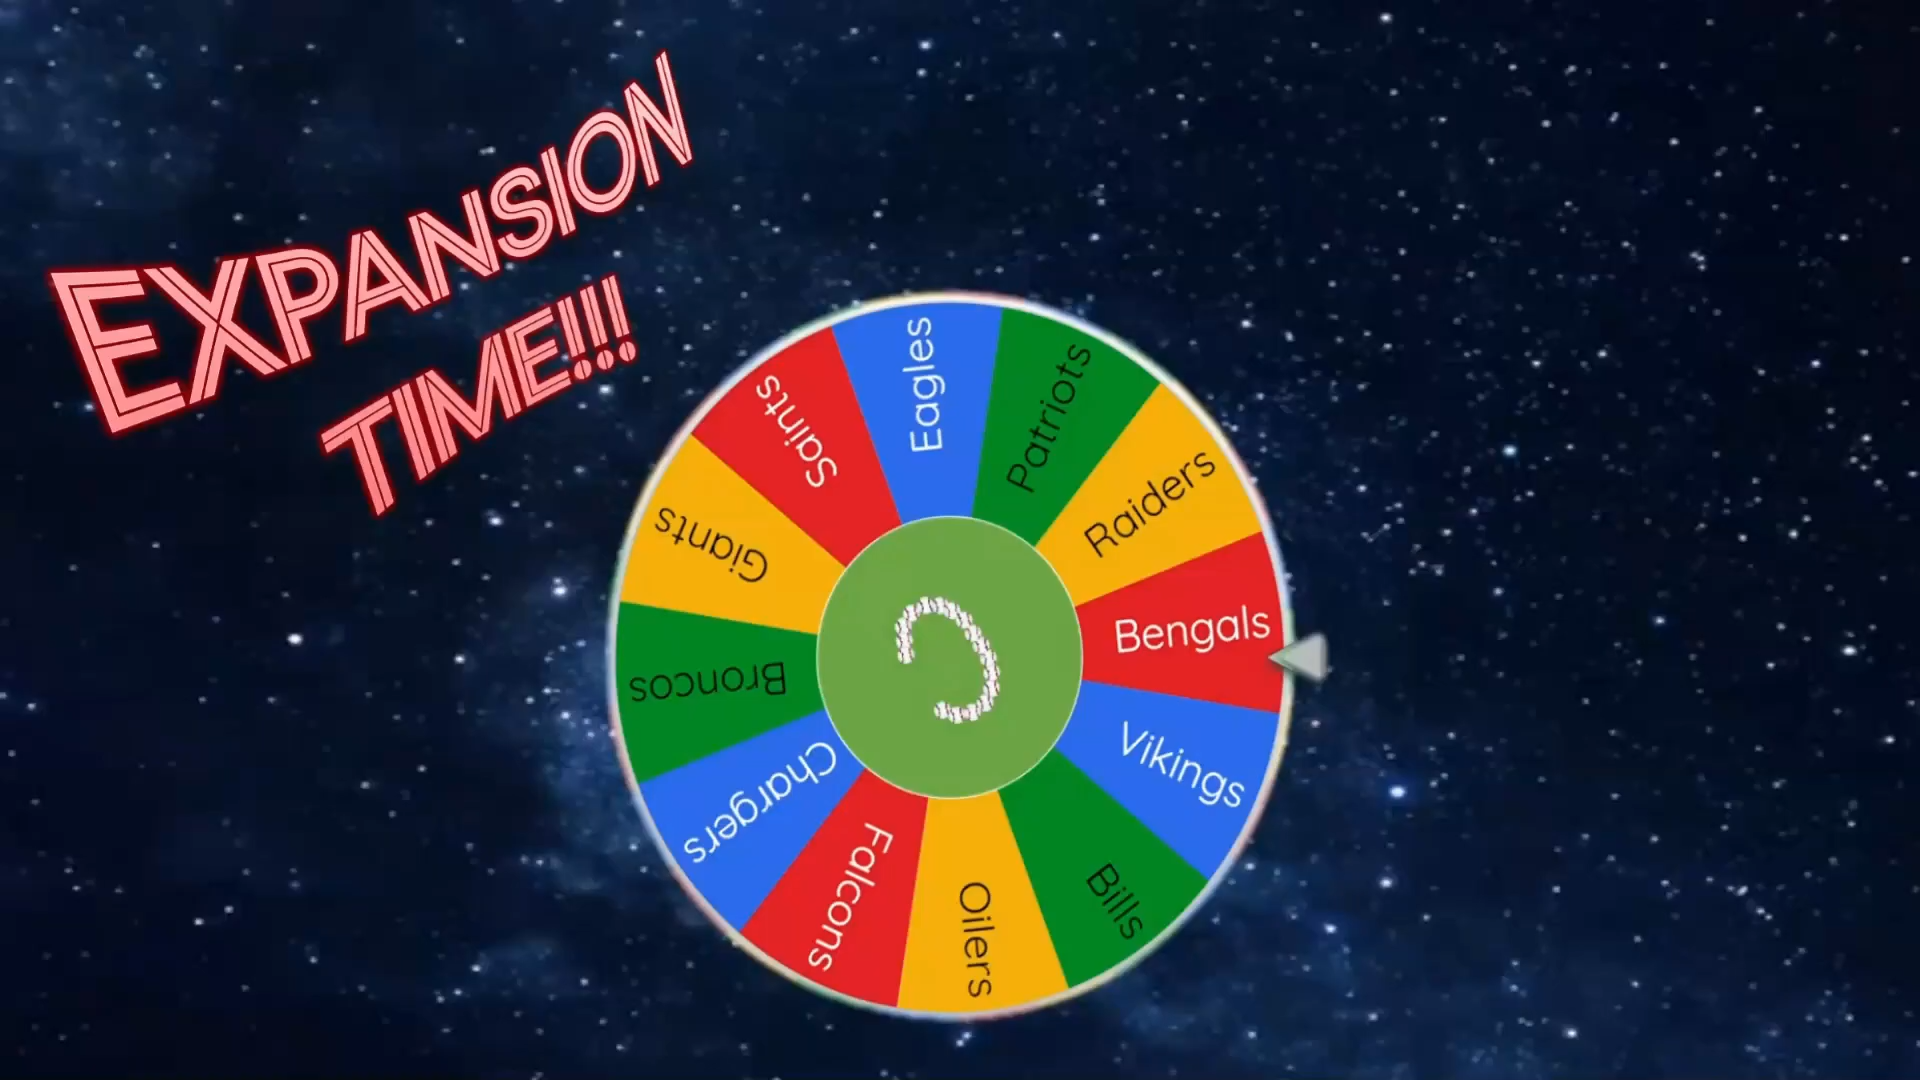 EXPANSION
TIME!!!
Eagles
Patriots
Raiders
Bengals
Vikings
Bills
Oilers
Falcons
Chargers
Broncos
Giants
Saints